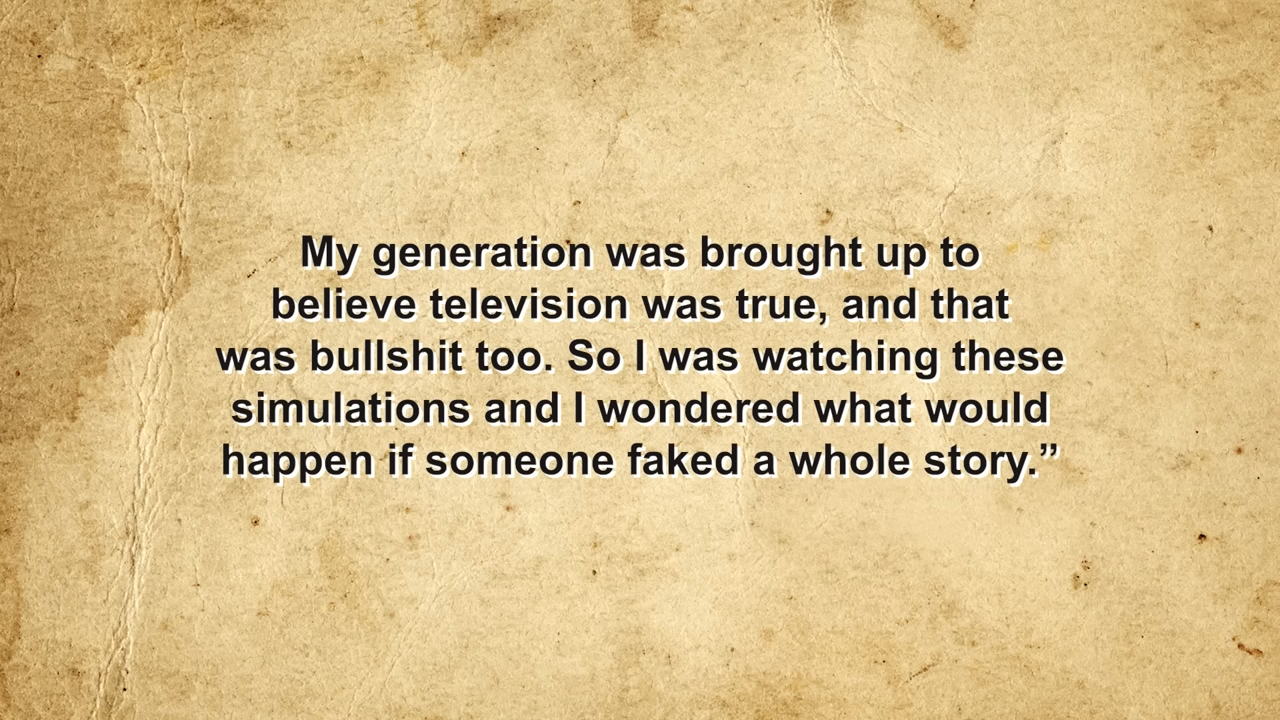 My generation was brought up to
believe television was true, and that
was bullshit too. So I was watching these
simulations and I wondered what would
happen if someone faked a whole story.”